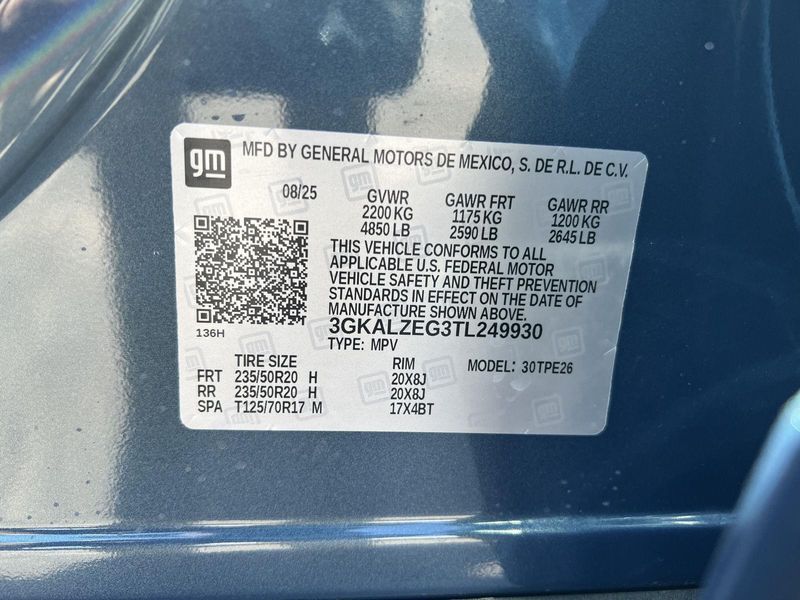 gm MFD BY GENERAL MOTORS DE MEXICO, S. DE R.L. DE C.V.
08/25 GVWR GAWR FRT GAWR RR
2200 KG 1175 KG 1200 KG
4850 LB 2590 LB 2645 LB
THIS VEHICLE CONFORMS TO ALL
APPLICABLE U.S. FEDERAL MOTOR
VEHICLE SAFETY AND THEFT PREVENTION
STANDARDS IN EFFECT ON THE DATE OF
MANUFACTURE SHOWN ABOVE.
3GKALZEG3TL249930
136H
TYPE: MPV
TIRE SIZE RIM MODEL: 30TPE26
FRT 235/50R20 H 20X8J
RR 235/50R20 H 20X8J
SPA T125/70R17 M 17X4BT